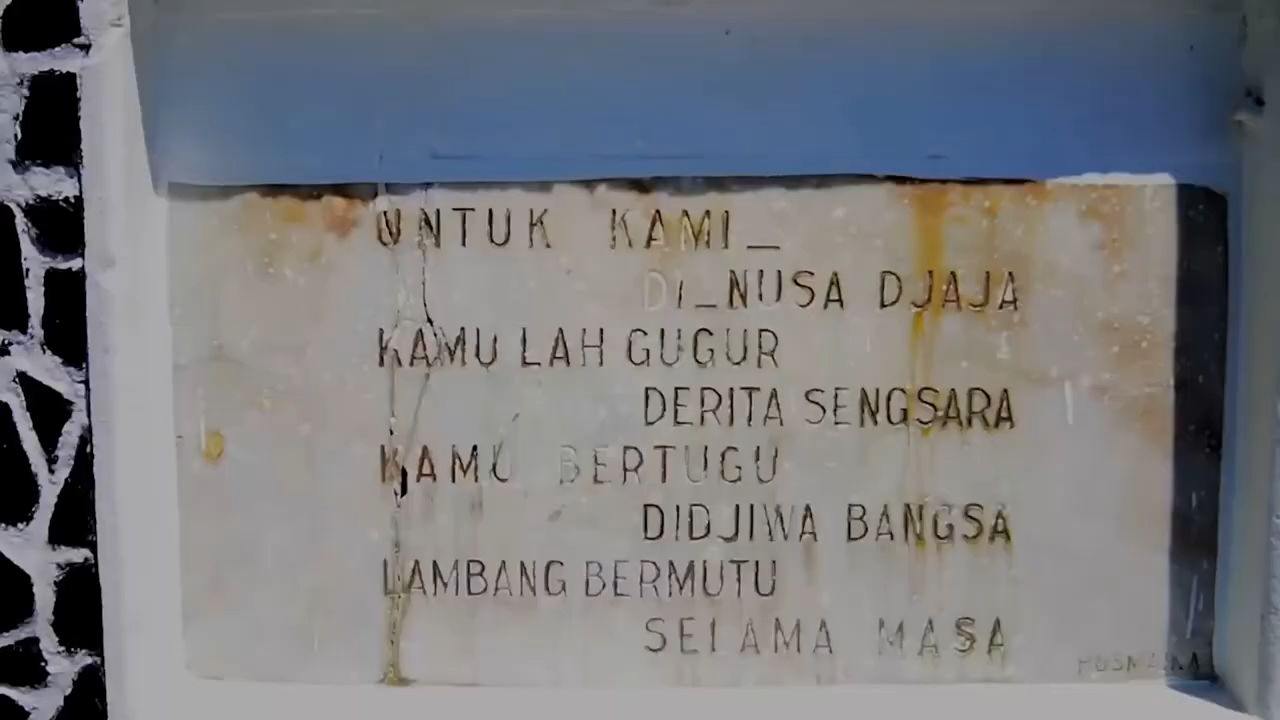 UNTUK KAMI_
DI_NUSA DJAJA
KAMU LAH GUGUR
DERITA SENGSARA
KAMU BERTUGU
DIDJIWA BANGSA
LAMBANG BERMUTU
SELAMA MASA